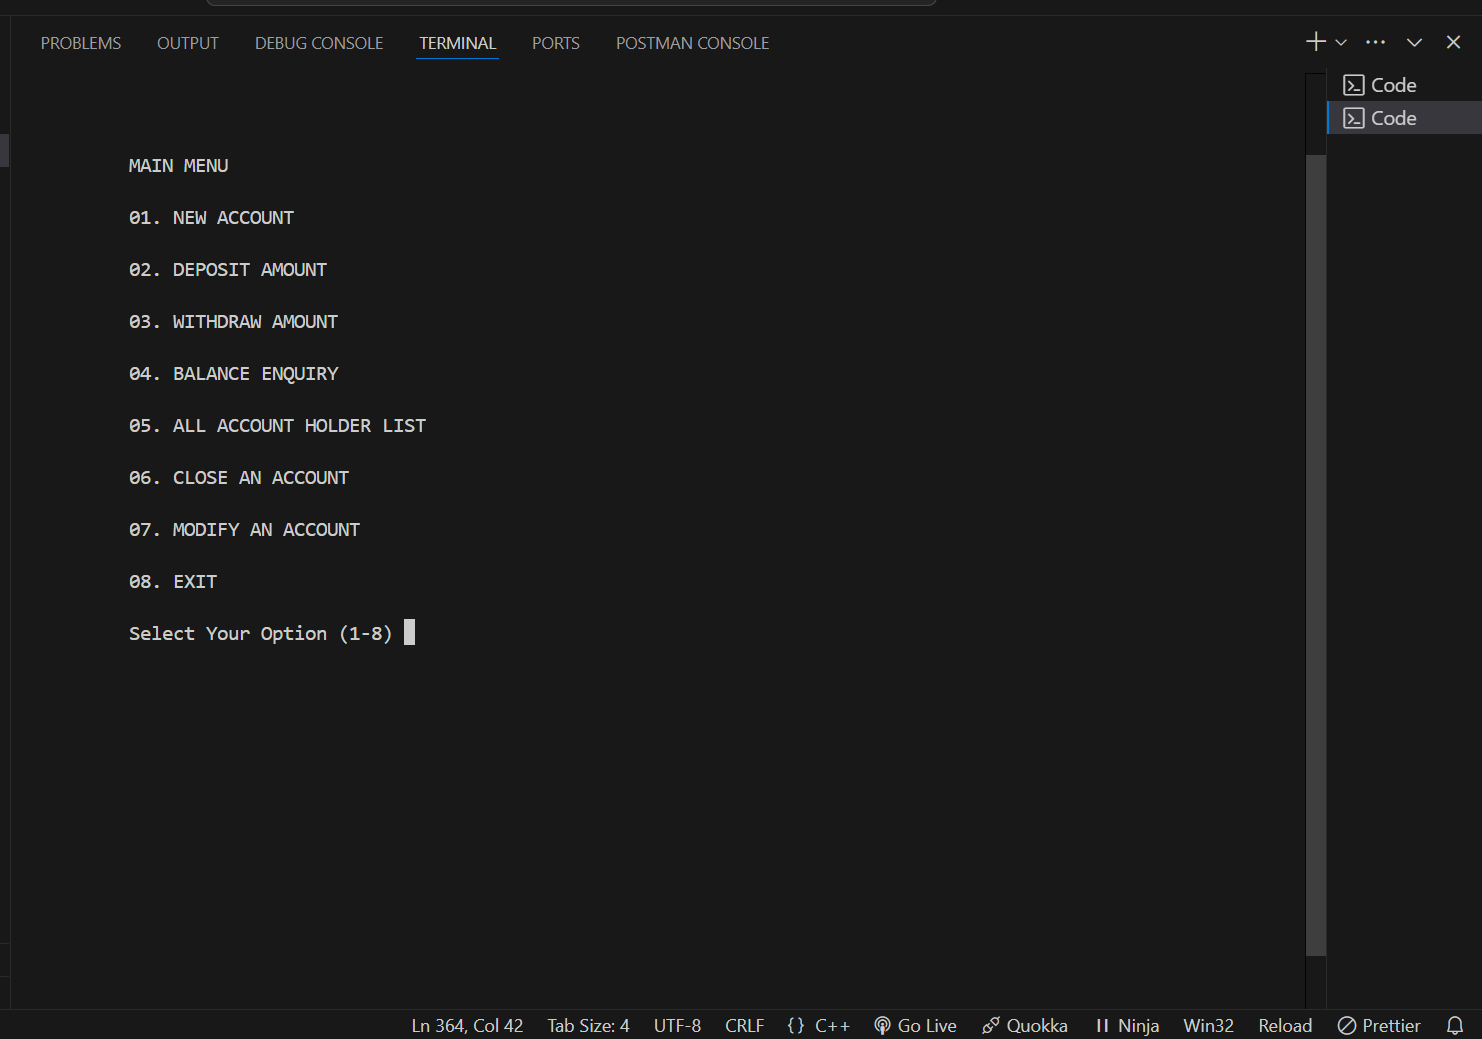 PROBLEMS OUTPUT DEBUG CONSOLE TERMINAL PORTS POSTMAN CONSOLE
Code
Code
MAIN MENU
01. NEW ACCOUNT
02. DEPOSIT AMOUNT
03. WITHDRAW AMOUNT
04. BALANCE ENQUIRY
05. ALL ACCOUNT HOLDER LIST
06. CLOSE AN ACCOUNT
07. MODIFY AN ACCOUNT
08. EXIT
Select Your Option (1-8)
Ln 364, Col 42 Tab Size: 4 UTF-8 CRLF {} C++ Go Live Quokka Ninja Win32 Reload Prettier